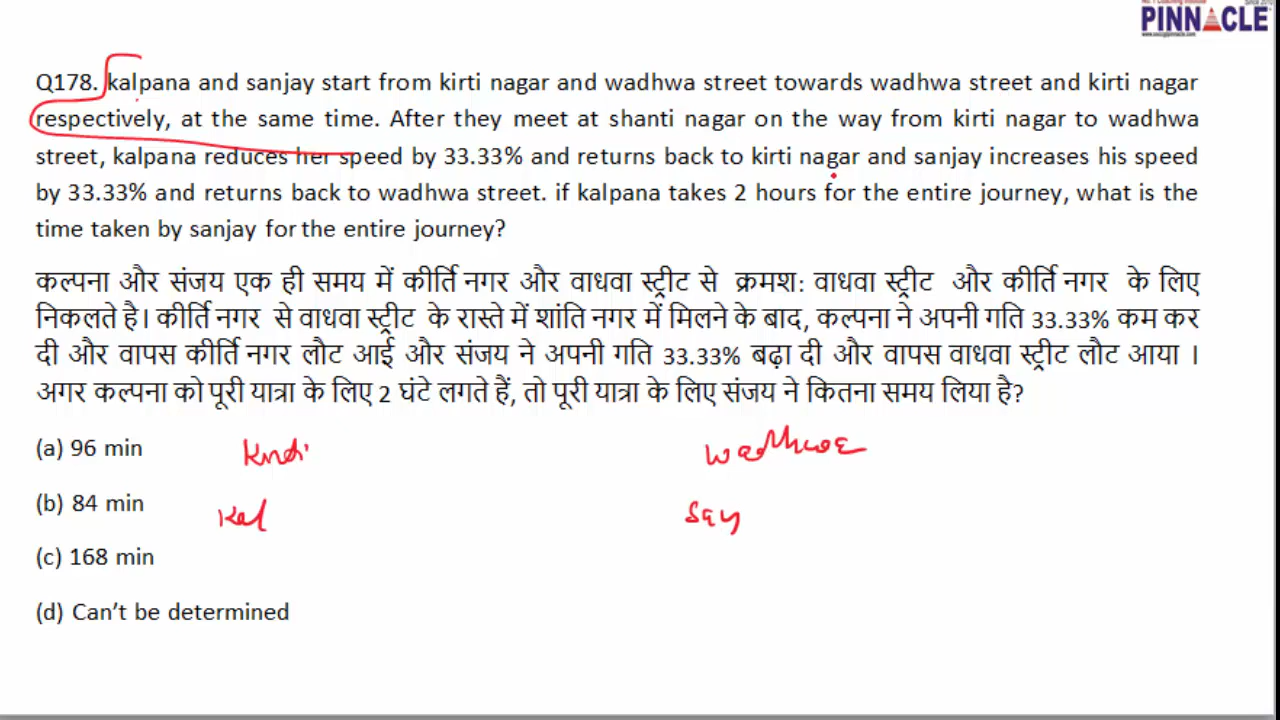 PINNACLE
Q178. kalpana and sanjay start from kirti nagar and wadhwa street towards wadhwa street and kirti nagar
respectively, at the same time. After they meet at shanti nagar on the way from kirti nagar to wadhwa
street, kalpana reduces her speed by 33.33% and returns back to kirti nagar and sanjay increases his speed
by 33.33% and returns back to wadhwa street. if kalpana takes 2 hours for the entire journey, what is the
time taken by sanjay for the entire journey?
कल्पना और संजय एक ही समय में कीर्ति नगर और वाधवा स्ट्रीट से क्रमश: वाधवा स्ट्रीट और कीर्ति नगर के लिए
निकलते है। कीर्ति नगर से वाधवा स्ट्रीट के रास्ते में शांति नगर में मिलने के बाद, कल्पना ने अपनी गति 33.33% कम कर
दी और वापस कीर्ति नगर लौट आई और संजय ने अपनी गति 33.33% बढ़ा दी और वापस वाधवा स्ट्रीट लौट आया ।
अगर कल्पना को पूरी यात्रा के लिए 2 घंटे लगते हैं, तो पूरी यात्रा के लिए संजय ने कितना समय लिया है?
(a) 96 min
(b) 84 min
Kal
(c) 168 min
(d) Can't be determined